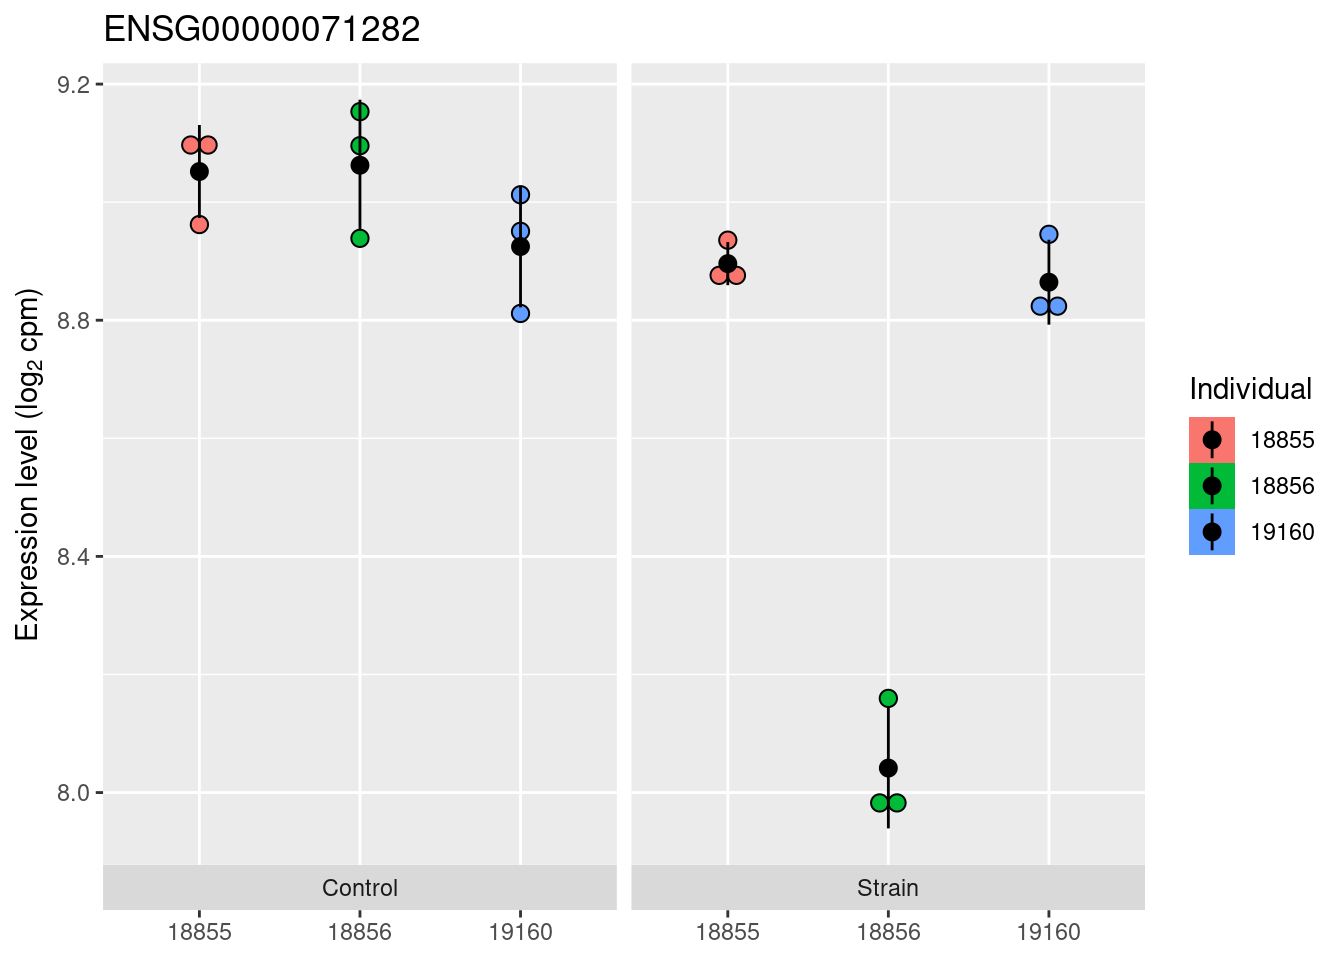 ENSG00000071282
Expression level (log2 cpm)
9.2
8.8
8.4
8.0
Control
Strain
18855
18856
19160
18855
18856
19160
Individual
18855
18856
19160